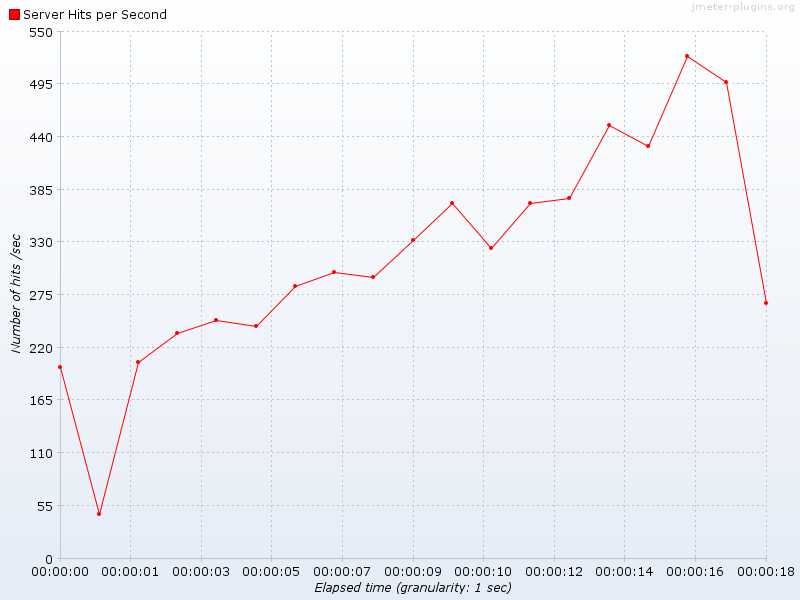 jmeter-plugins.org
Server Hits per Second
550
495
440
385
330
275
220
165
110
55
0
Number of hits /sec
00:00:00 00:00:01 00:00:03 00:00:05 00:00:07 00:00:09 00:00:10 00:00:12 00:00:14 00:00:16 00:00:18
Elapsed time (granularity: 1 sec)